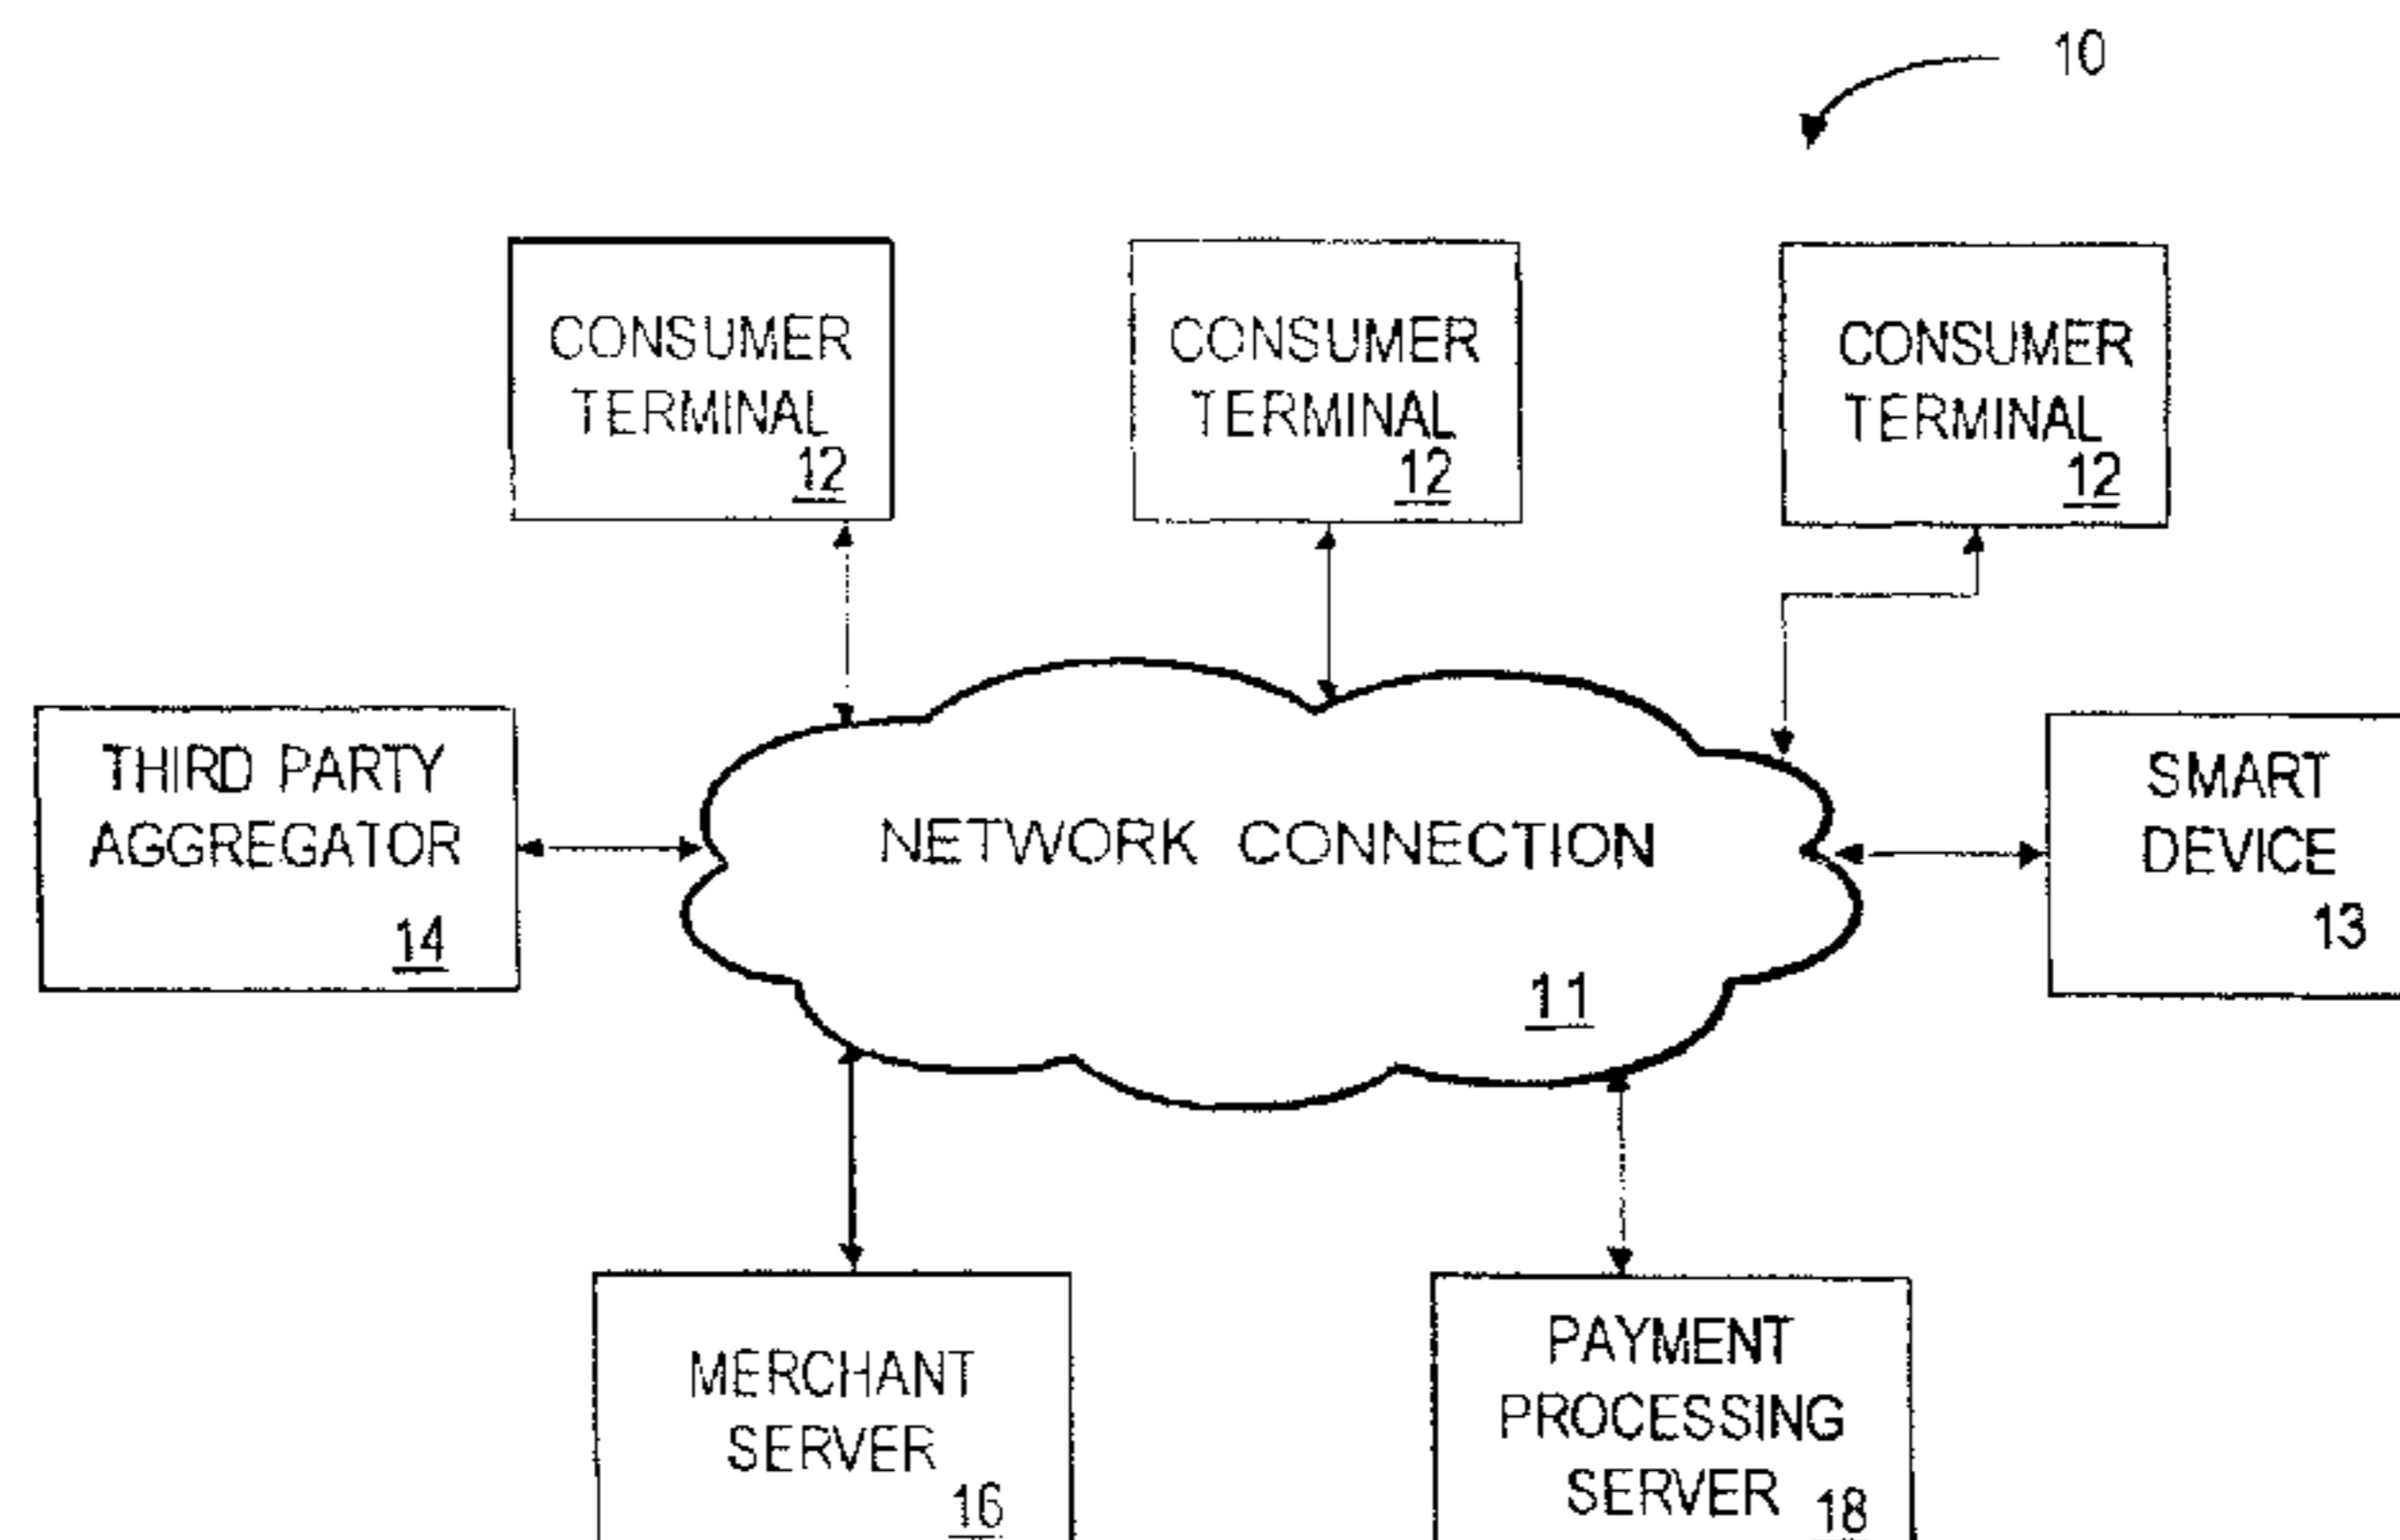 10
CONSUMER
TERMINAL
12
CONSUMER
TERMINAL
12
CONSUMER
TERMINAL
12
THIRD PARTY
AGGREGATOR
14
NETWORK CONNECTION
11
SMART
DEVICE
13
MERCHANT
SERVER
16
PAYMENT
PROCESSING
SERVER
18